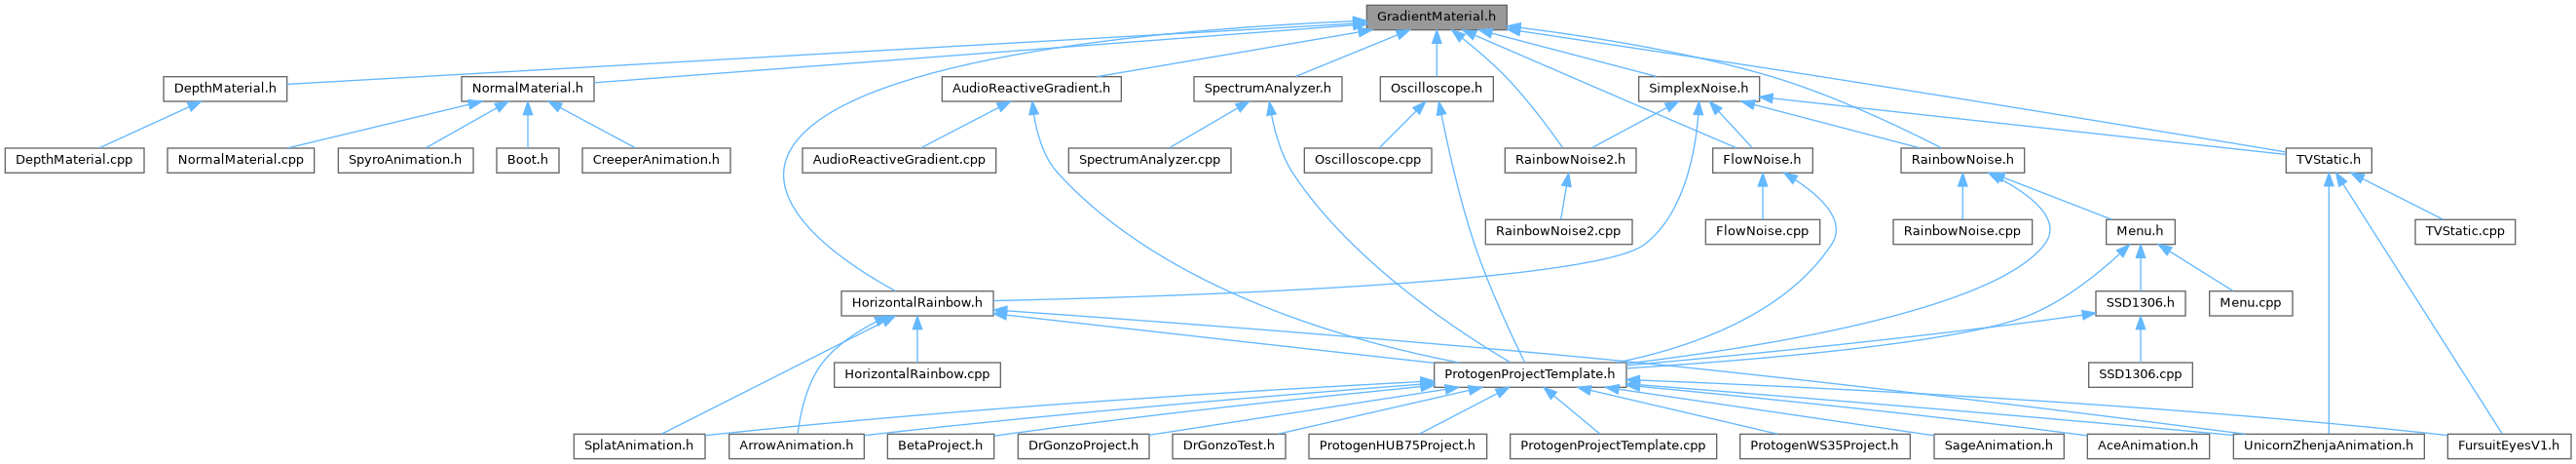 GradientMaterial.h
DepthMaterial.h
NormalMaterial.h
AudioReactiveGradient.h
SpectrumAnalyzer.h
Oscilloscope.h
SimplexNoise.h
DepthMaterial.cpp
NormalMaterial.cpp
SpyroAnimation.h
Boot.h
CreeperAnimation.h
AudioReactiveGradient.cpp
SpectrumAnalyzer.cpp
Oscilloscope.cpp
RainbowNoise2.h
FlowNoise.h
RainbowNoise.h
TVStatic.h
RainbowNoise2.cpp
FlowNoise.cpp
RainbowNoise.cpp
Menu.h
TVStatic.cpp
HorizontalRainbow.h
SSD1306.h
Menu.cpp
HorizontalRainbow.cpp
ProtogenProjectTemplate.h
SSD1306.cpp
SplatAnimation.h
ArrowAnimation.h
BetaProject.h
DrGonzoProject.h
DrGonzoTest.h
ProtogenHUB75Project.h
ProtogenProjectTemplate.cpp
ProtogenWS35Project.h
SageAnimation.h
AceAnimation.h
UnicornZhenjaAnimation.h
FursuitEyesV1.h